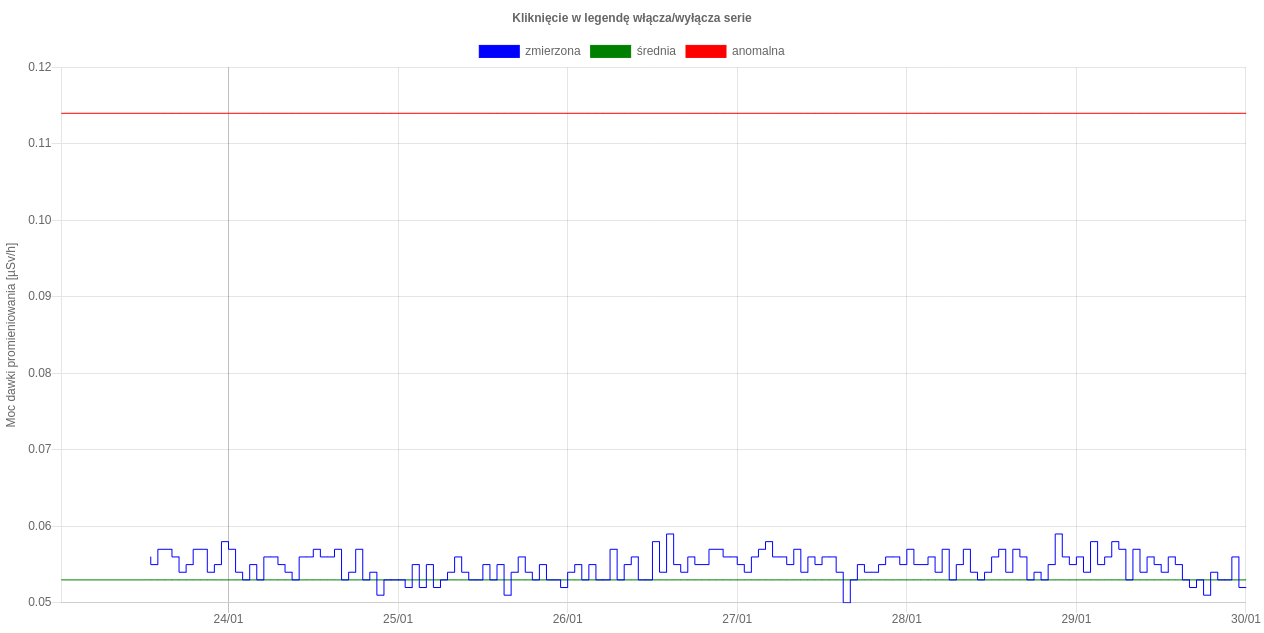 Kliknięcie w legendę włącza/wyłącza serie
zmierzona średnia anomalna
Moc dawki promieniowania [µSv/h]
0.12
0.11
0.10
0.09
0.08
0.07
0.06
0.05
24/01 25/01 26/01 27/01 28/01 29/01 30/01